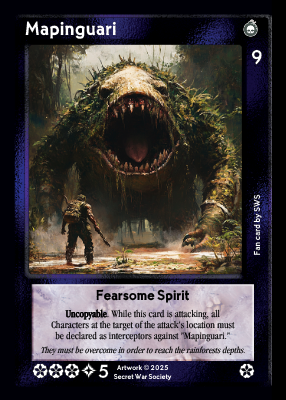 Mapinguari
9
Fan card by SWS
Fearsome Spirit
Uncopyable. While this card is attacking, all
Characters at the target of the attack's location must
be declared as interceptors against "Mapinguari."
They must be overcome in order to reach the rainforests depths.
5
Artwork © 2025
Secret War Society